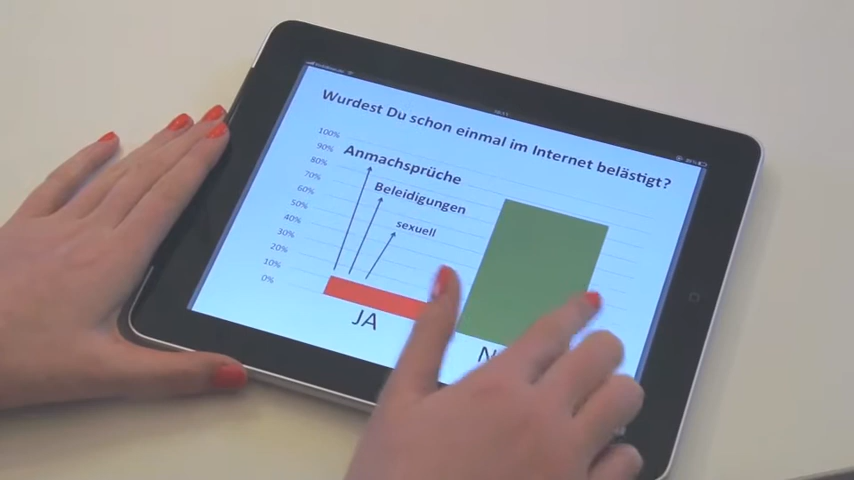 Wurdest Du schon einmal im Internet belästigt?
100%
90%
80%
70%
60%
50%
40%
30%
20%
10%
0%
Anmachsprüche
Beleidigungen
sexuell
JA